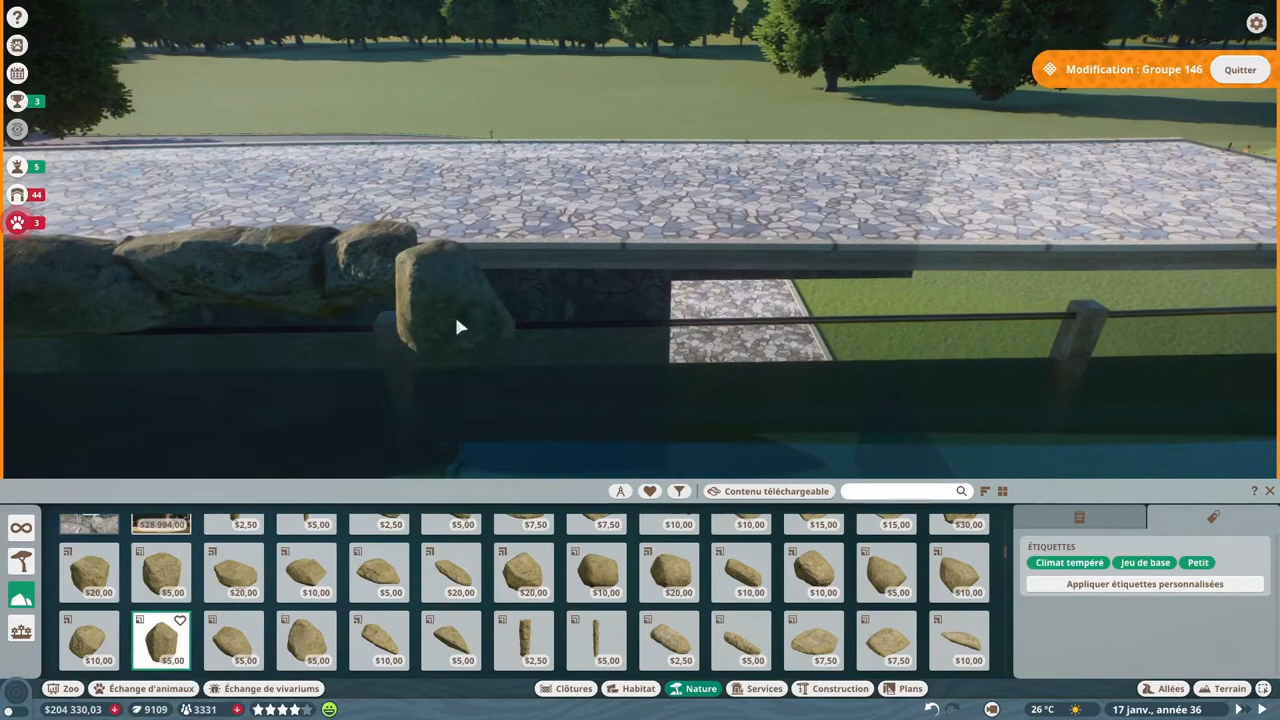 ?
Modification : Groupe 146
Quitter
3
5
44
3
Contenu téléchargeable
? X
$28 994,00 $2,50 $5,00 $2,50 $5,00 $7,50 $7,50 $10,00 $10,00 $15,00 $15,00 $30,00
$20,00 $5,00 $20,00 $10,00 $5,00 $20,00 $20,00 $10,00 $20,00 $10,00 $10,00 $5,00 $10,00
$10,00 $5,00 $5,00 $5,00 $10,00 $5,00 $2,50 $5,00 $2,50 $5,00 $7,50 $7,50 $10,00
ÉTIQUETTES
Climat tempéré Jeu de base Petit
Appliquer étiquettes personnalisées
Zoo Échange d'animaux Échange de vivariums Clôtures Habitat Nature Services Construction Plans Allées Terrain
$204 330,03 9109 3331 26 °C 17 janv., année 36